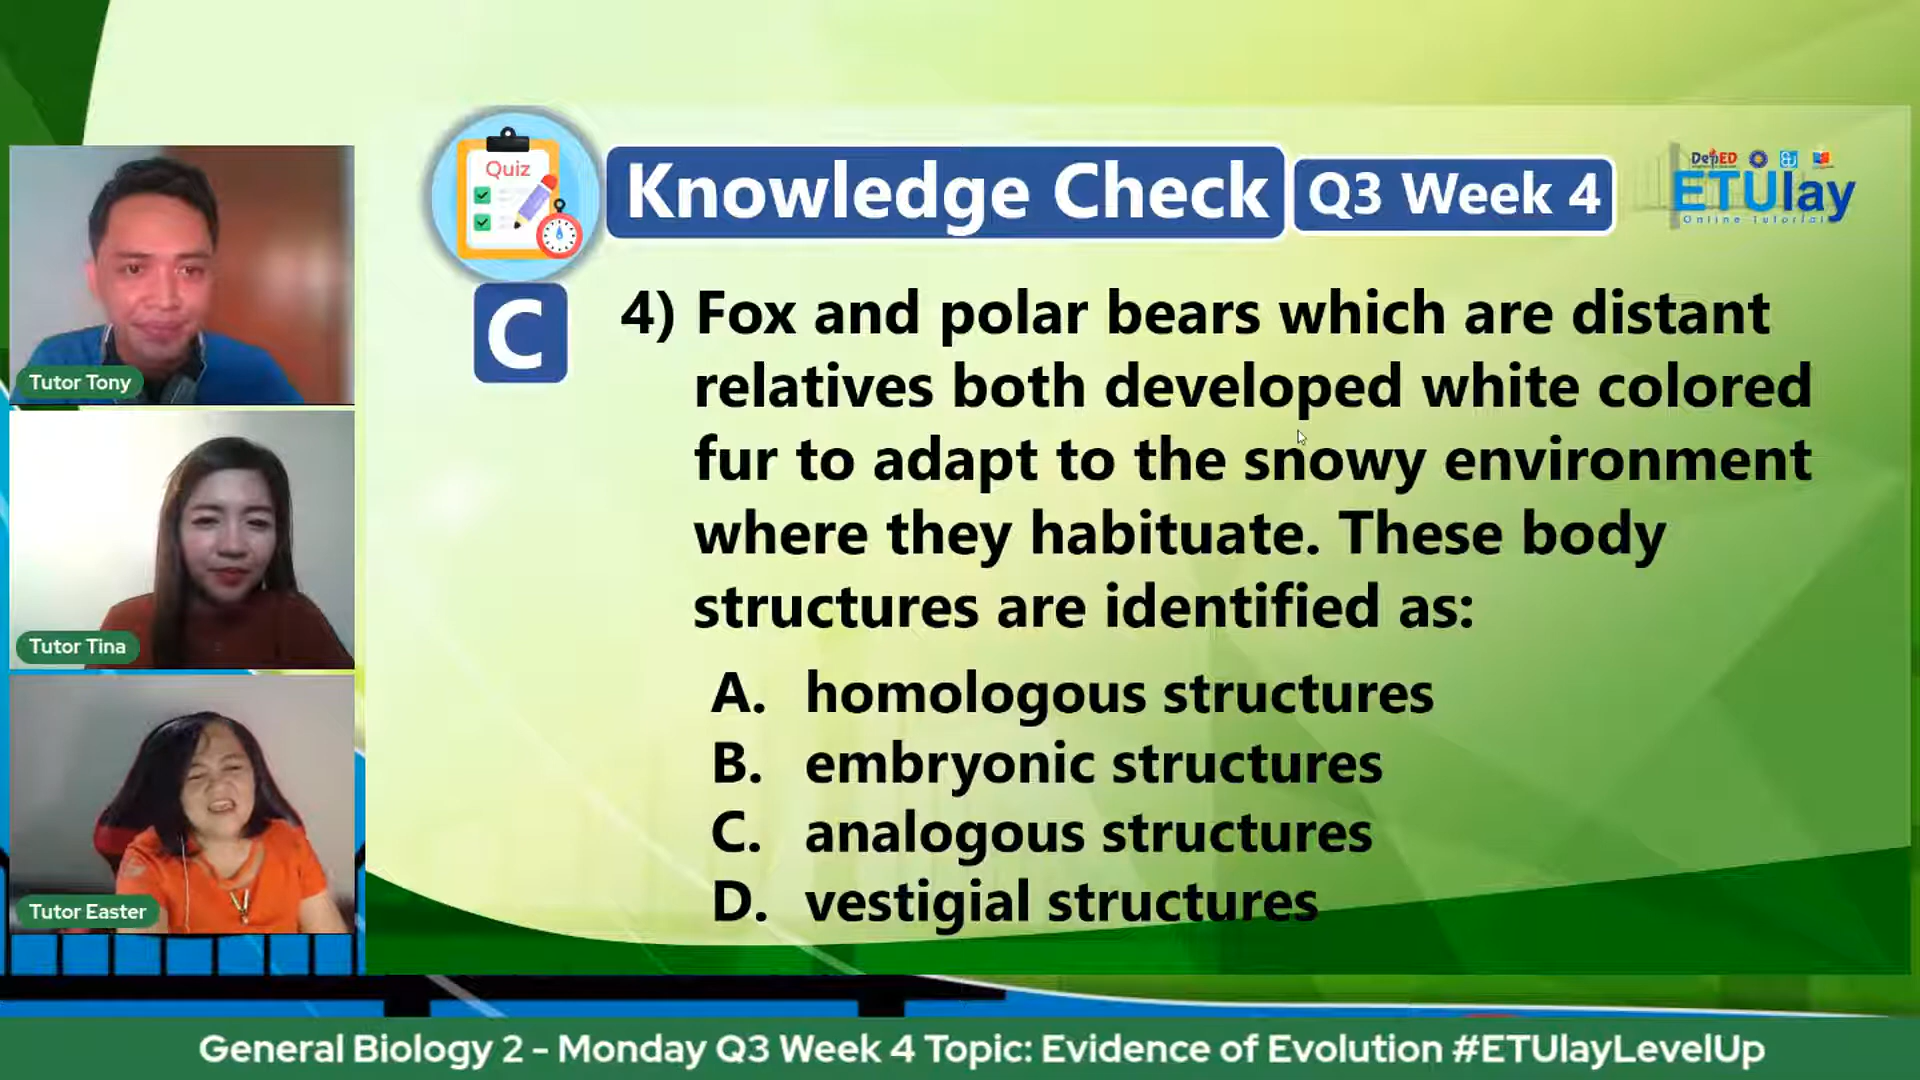 Quiz
Knowledge Check
Q3 Week 4
DepED
ETUlay
Online Tutorial
C
4) Fox and polar bears which are distant
relatives both developed white colored
fur to adapt to the snowy environment
where they habituate. These body
structures are identified as:
A. homologous structures
B. embryonic structures
C. analogous structures
D. vestigial structures
Tutor Tony
Tutor Tina
Tutor Easter
General Biology 2 - Monday Q3 Week 4 Topic: Evidence of Evolution #ETUlayLevelUp